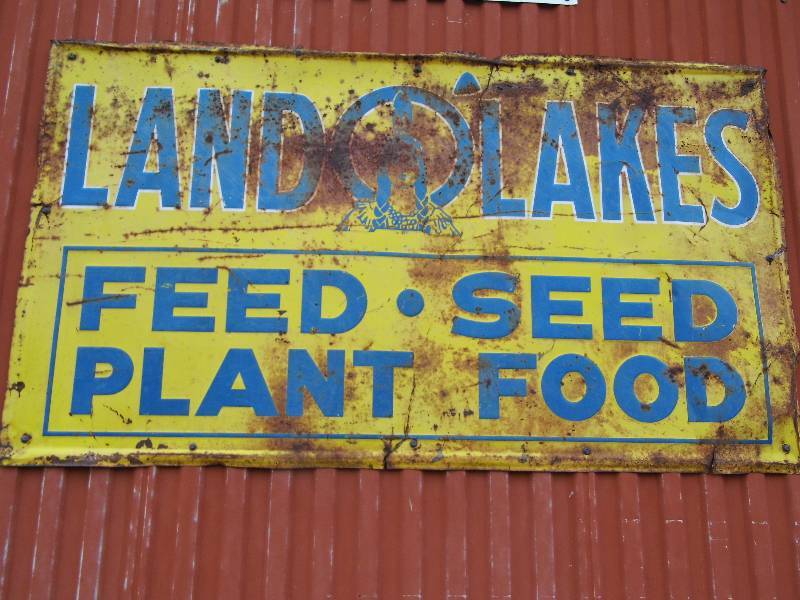 LAND O'LAKES
FEED • SEED
PLANT FOOD